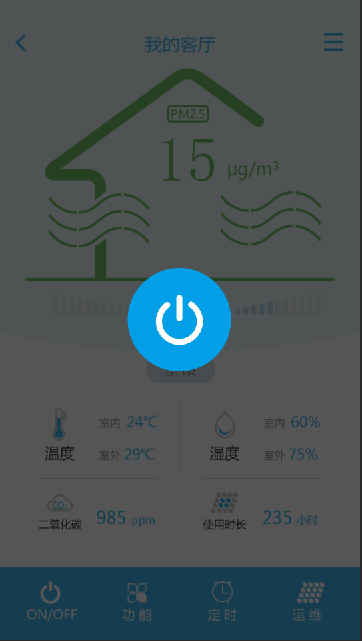 我的客厅
PM2.5
15 μg/m³
室内 24℃
温度
室外 29℃
室内 60%
湿度
室外 75%
CO₂
二氧化碳 985 ppm
使用时长 235 小时
ON/OFF 功能 定时 运维